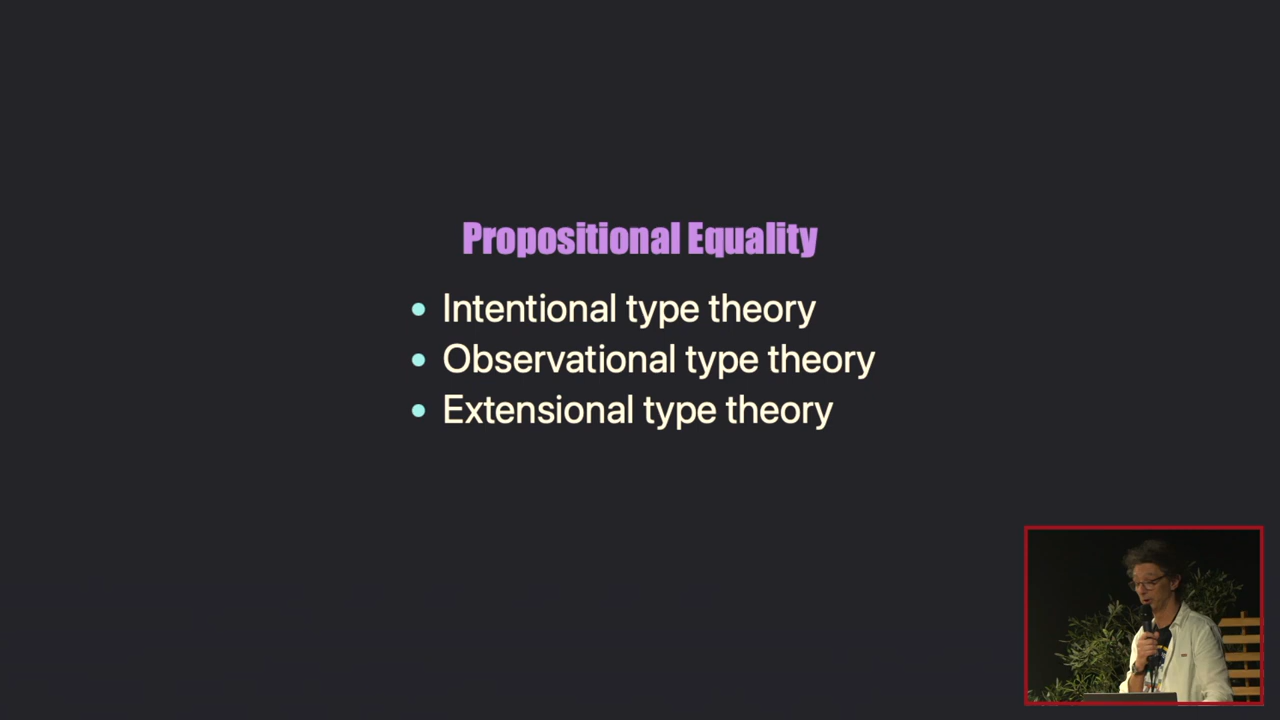 Propositional Equality
Intentional type theory
Observational type theory
Extensional type theory